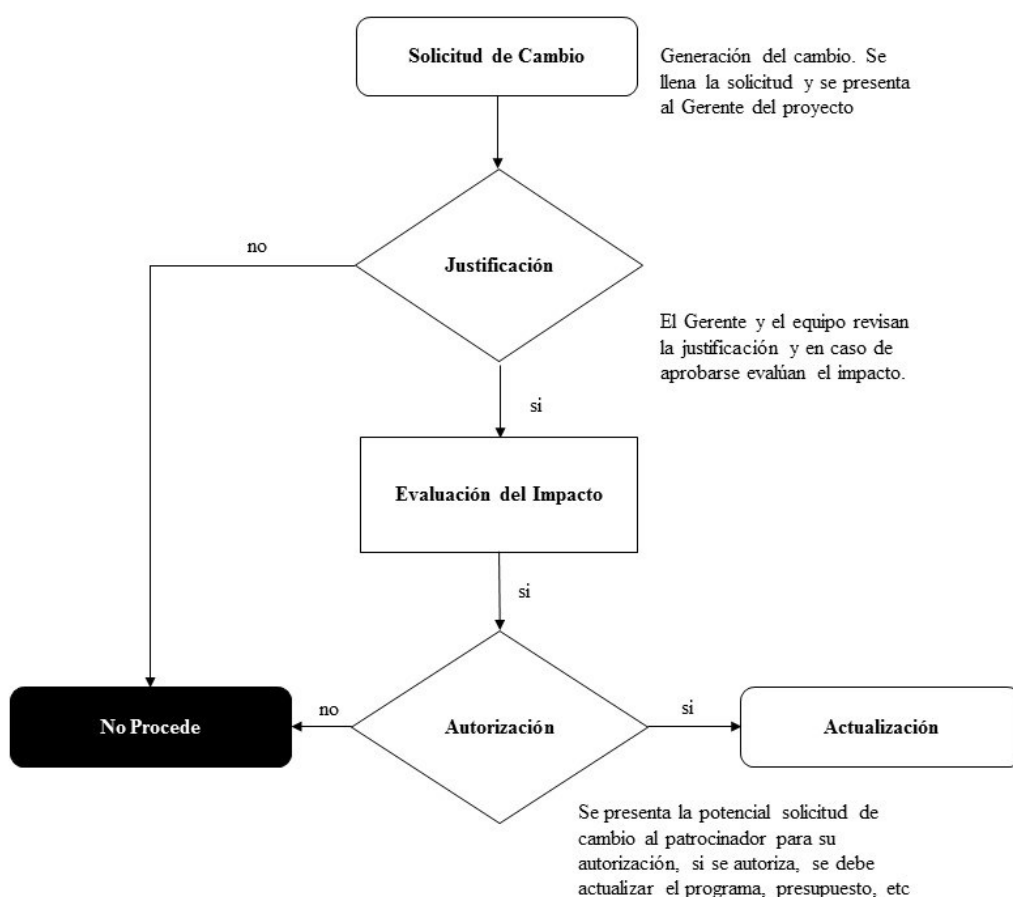 Solicitud de Cambio
Generación del cambio. Se
llena la solicitud y se presenta
al Gerente del proyecto
no
Justificación
El Gerente y el equipo revisan
la justificación y en caso de
aprobarse evalúan el impacto.
si
Evaluación del Impacto
si
No Procede
no
Autorización
si
Actualización
Se presenta la potencial solicitud de
cambio al patrocinador para su
autorización, si se autoriza, se debe
actualizar el programa, presupuesto, etc